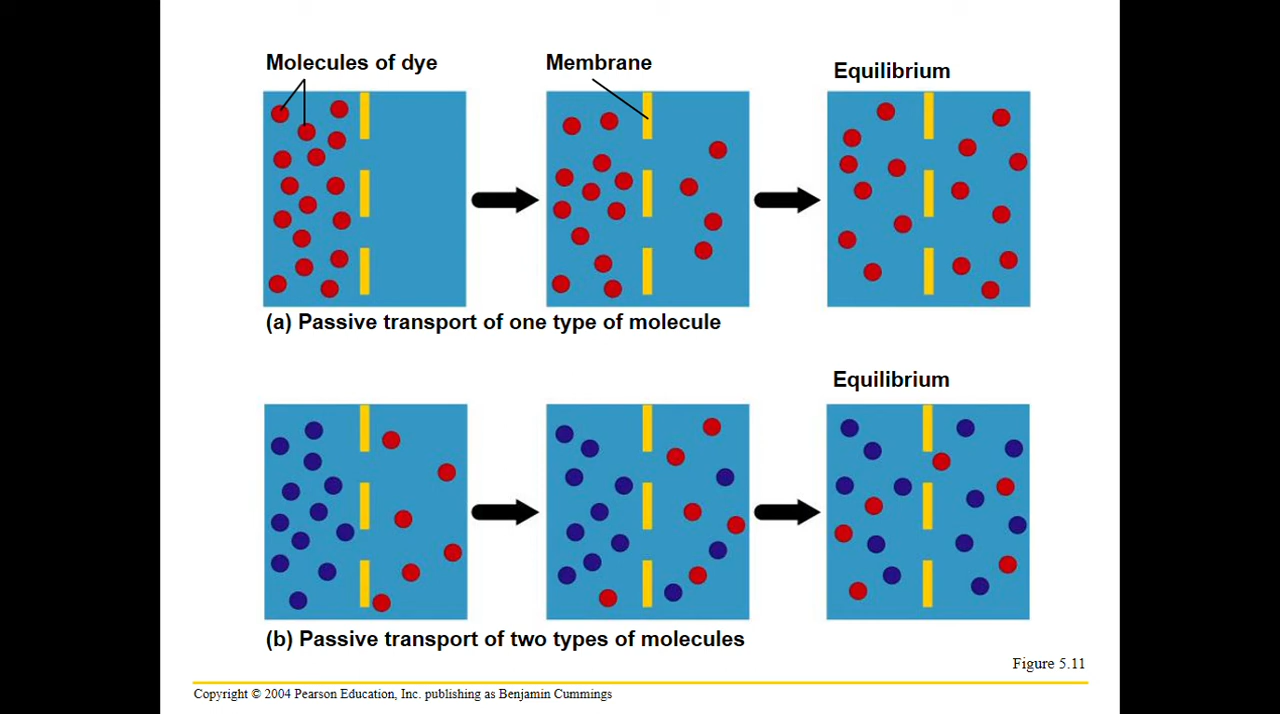 Molecules of dye
Membrane
Equilibrium
(a) Passive transport of one type of molecule
Equilibrium
(b) Passive transport of two types of molecules
Figure 5.11
Copyright © 2004 Pearson Education, Inc. publishing as Benjamin Cummings